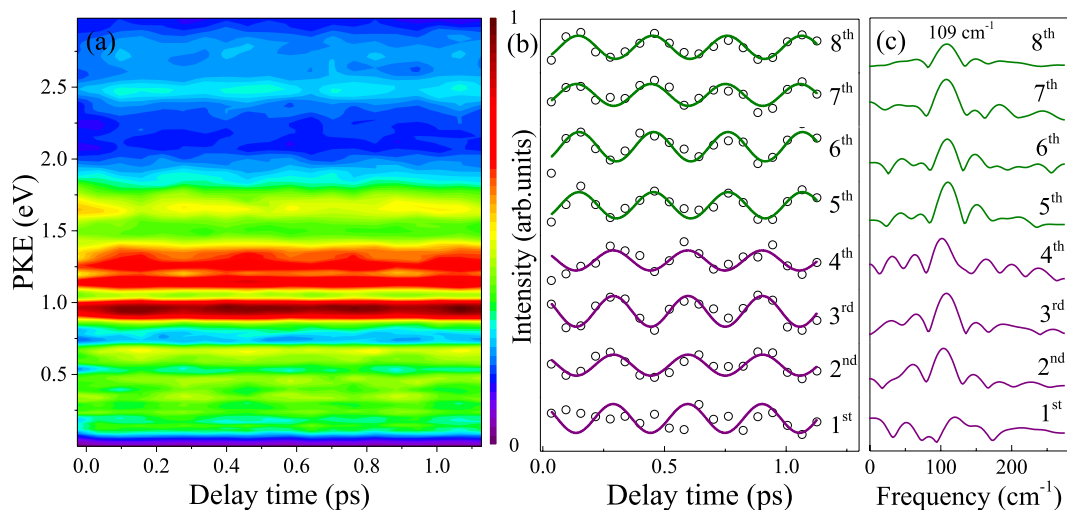 (a)
PKE (eV)
2.5
2.0
1.5
1.0
0.5
0.0 0.2 0.4 0.6 0.8 1.0
Delay time (ps)
1
0
(b)
Intensity (arb.units)
8th
7th
6th
5th
4th
3rd
2nd
1st
0.0 0.5 1.0
Delay time (ps)
(c)
109 cm-1
8th
7th
6th
5th
4th
3rd
2nd
1st
0 100 200
Frequency (cm-1)